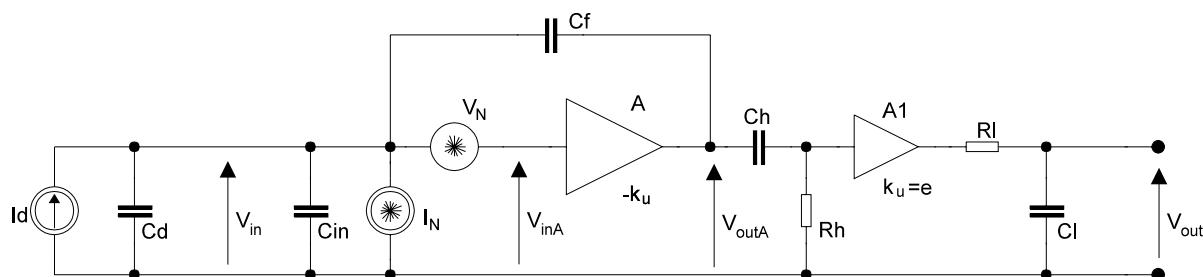 Cf
V_N
A
Ch
A1
Rl
Id
Cd
V_in
Cin
I_N
V_inA
-k_u
V_outA
Rh
k_u=e
Cl
V_out